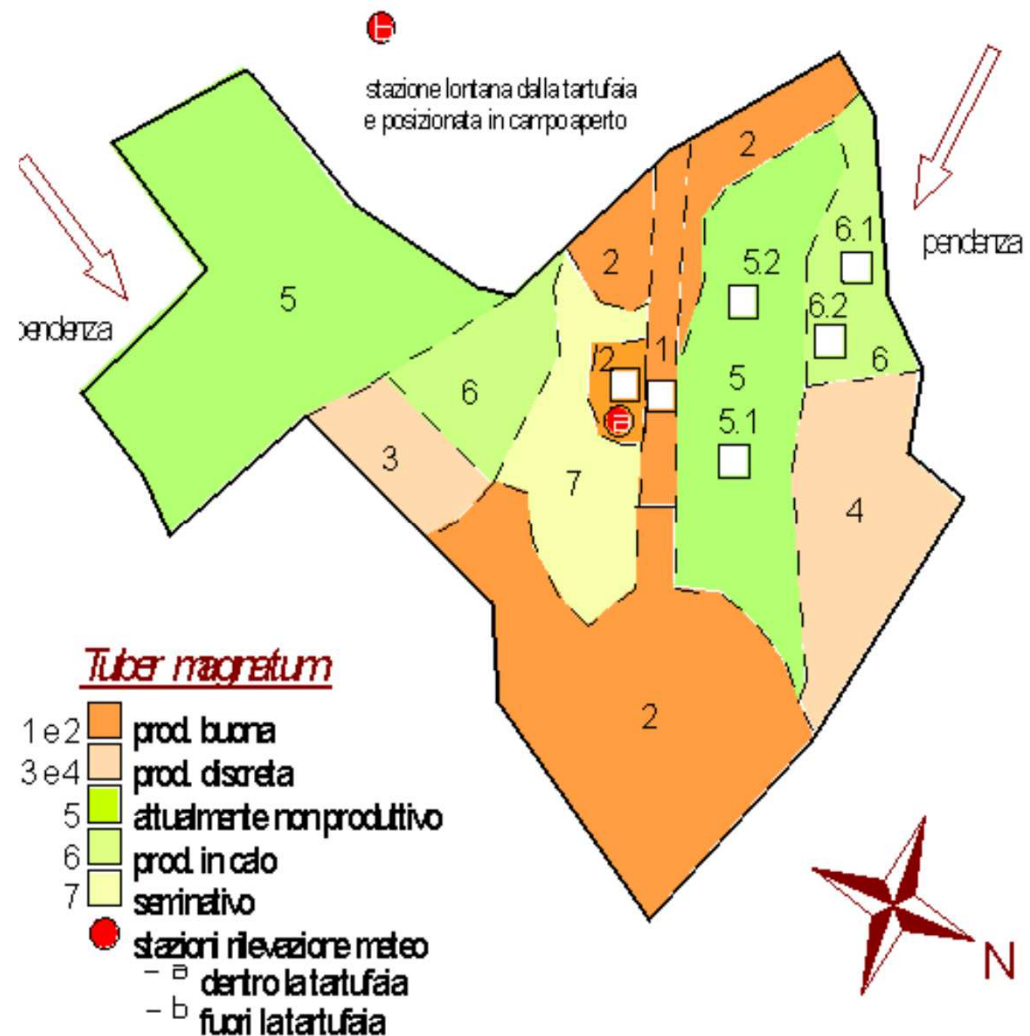 b
stazione lontana dalla tartufaia
e posizionata in campo aperto
pendenza
pendenza
2
6.1
2
5.2
5
6.2
1
2
6
5
6
a
5.1
3
7
4
2
Tuber magnatum
1 e 2 prod. buona
3 e 4 prod. discreta
5 attualmente non produttivo
6 prod. in calo
7 seminativo
stazioni rilevazione meteo
- a dentro la tartufaia
- b fuori la tartufaia
N